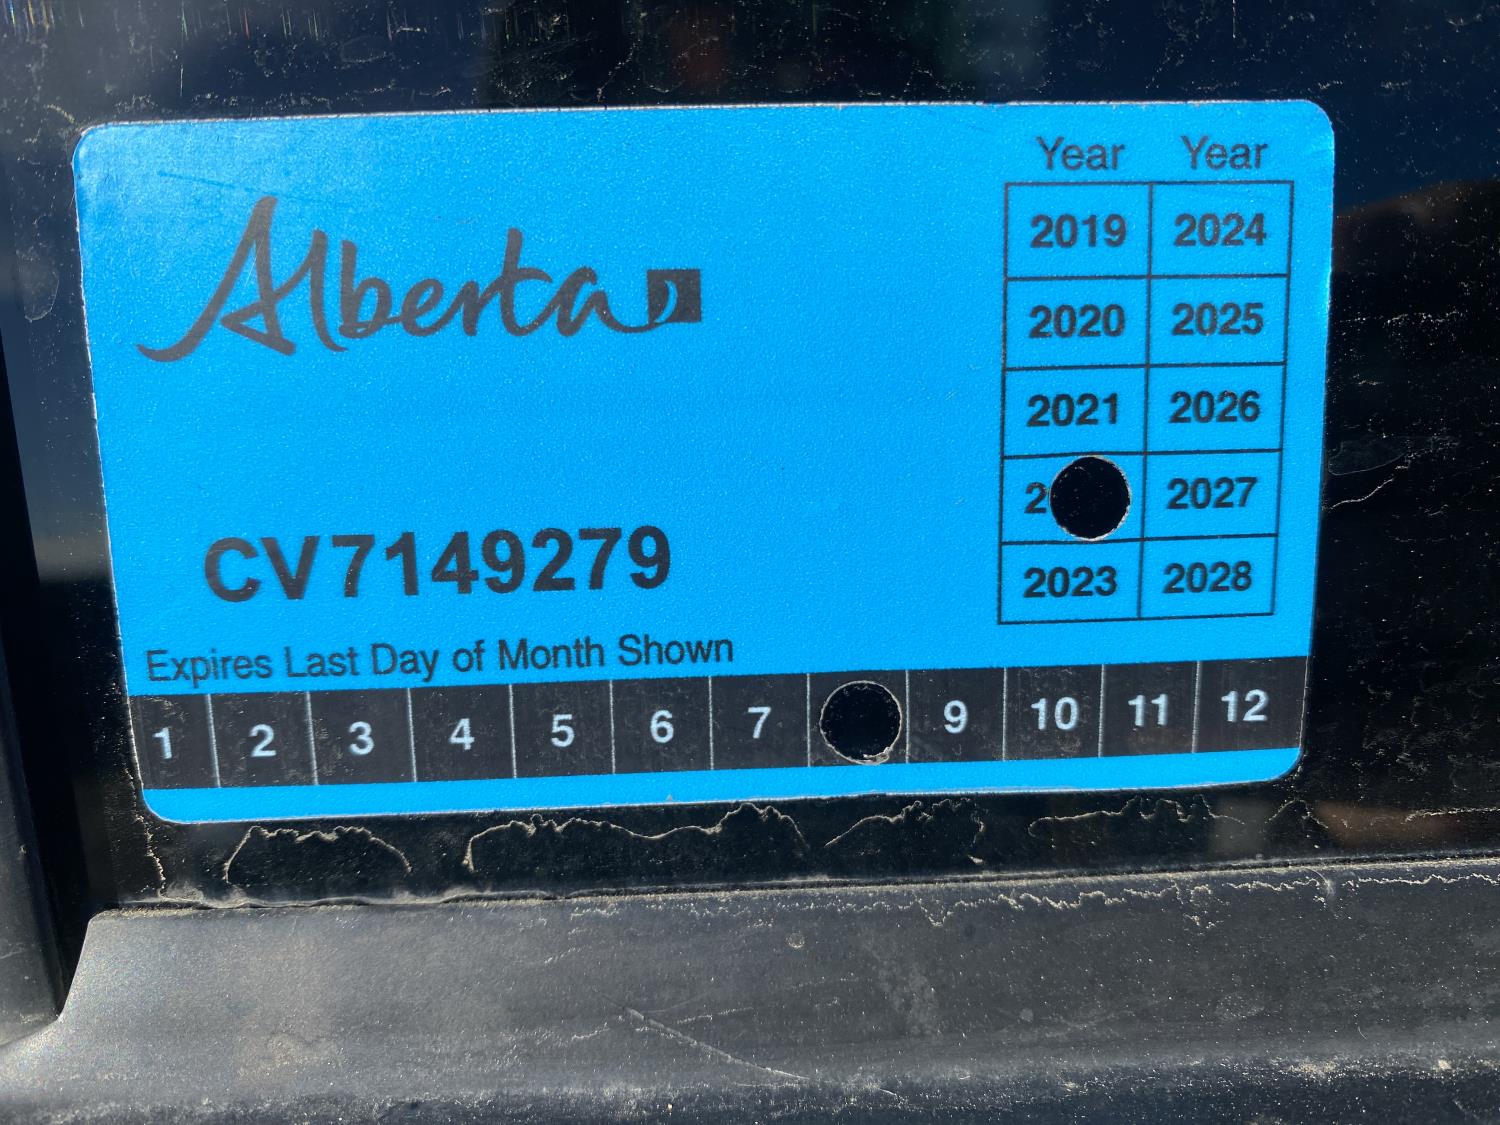 Alberta
Year Year
2019 2024
2020 2025
2021 2026
2 2027
2023 2028
CV7149279
Expires Last Day of Month Shown
1 2 3 4 5 6 7 9 10 11 12